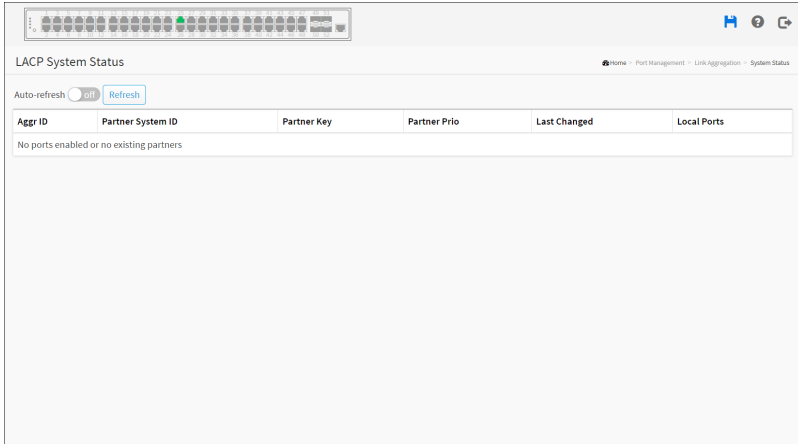 LACP System Status
Home > Port Management > Link Aggregation > System Status
Auto-refresh off Refresh
Aggr ID Partner System ID Partner Key Partner Prio Last Changed Local Ports
No ports enabled or no existing partners